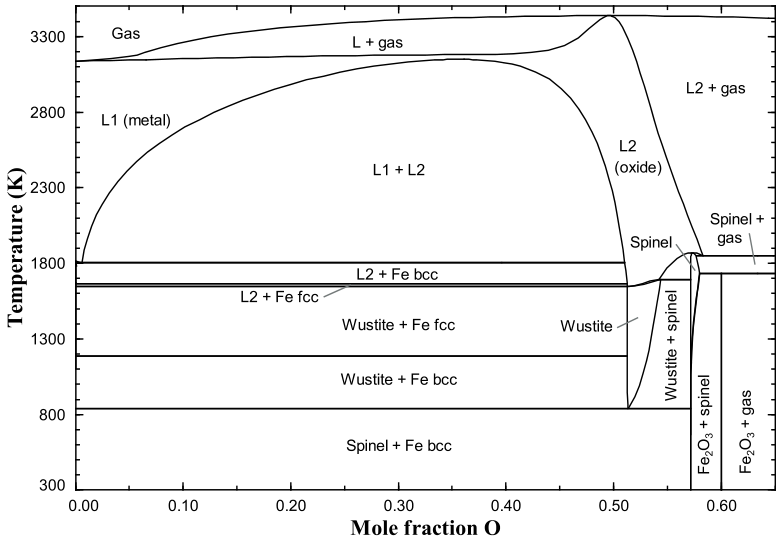 Gas
L + gas
L1 (metal)
L2 + gas
L1 + L2
L2
(oxide)
Spinel +
gas
Spinel
L2 + Fe bcc
L2 + Fe fcc
Wustite + Fe fcc
Wustite
Wustite + spinel
Wustite + Fe bcc
Fe₂O₃ + spinel
Fe₂O₃ + gas
Spinel + Fe bcc
3300
2800
2300
1800
1300
800
300
Temperature (K)
0.00 0.10 0.20 0.30 0.40 0.50 0.60
Mole fraction O